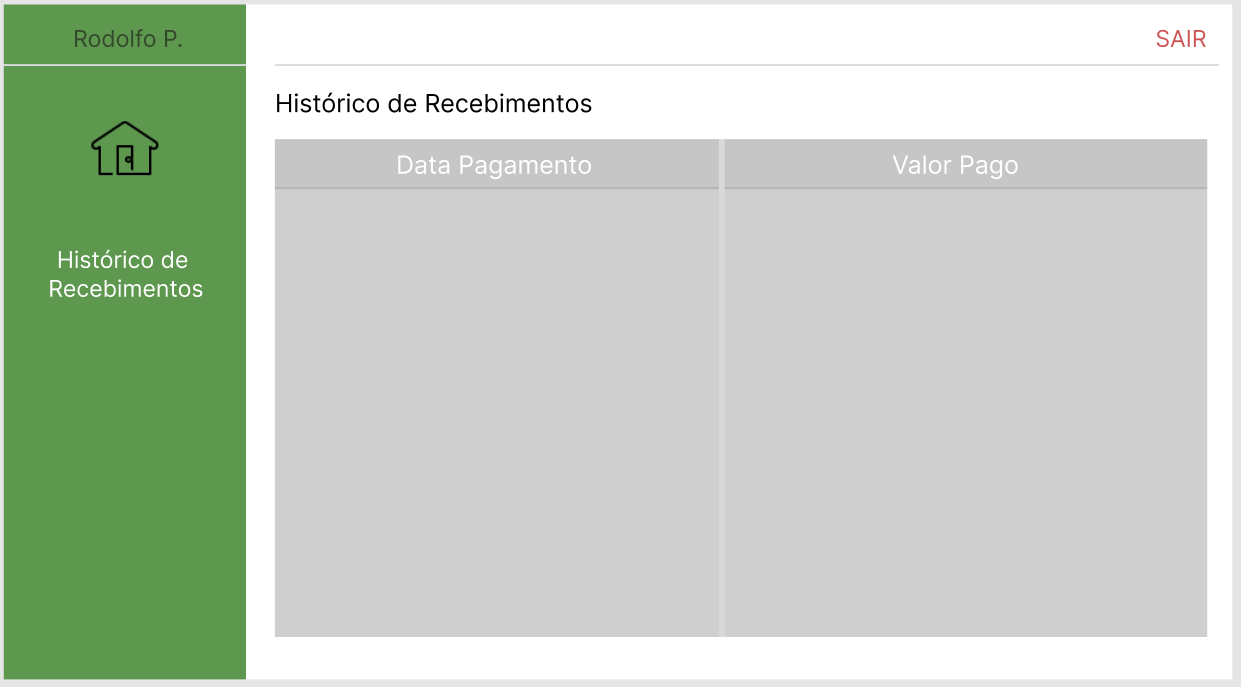 Rodolfo P.
SAIR
Histórico de Recebimentos
Data Pagamento
Valor Pago
Histórico de
Recebimentos